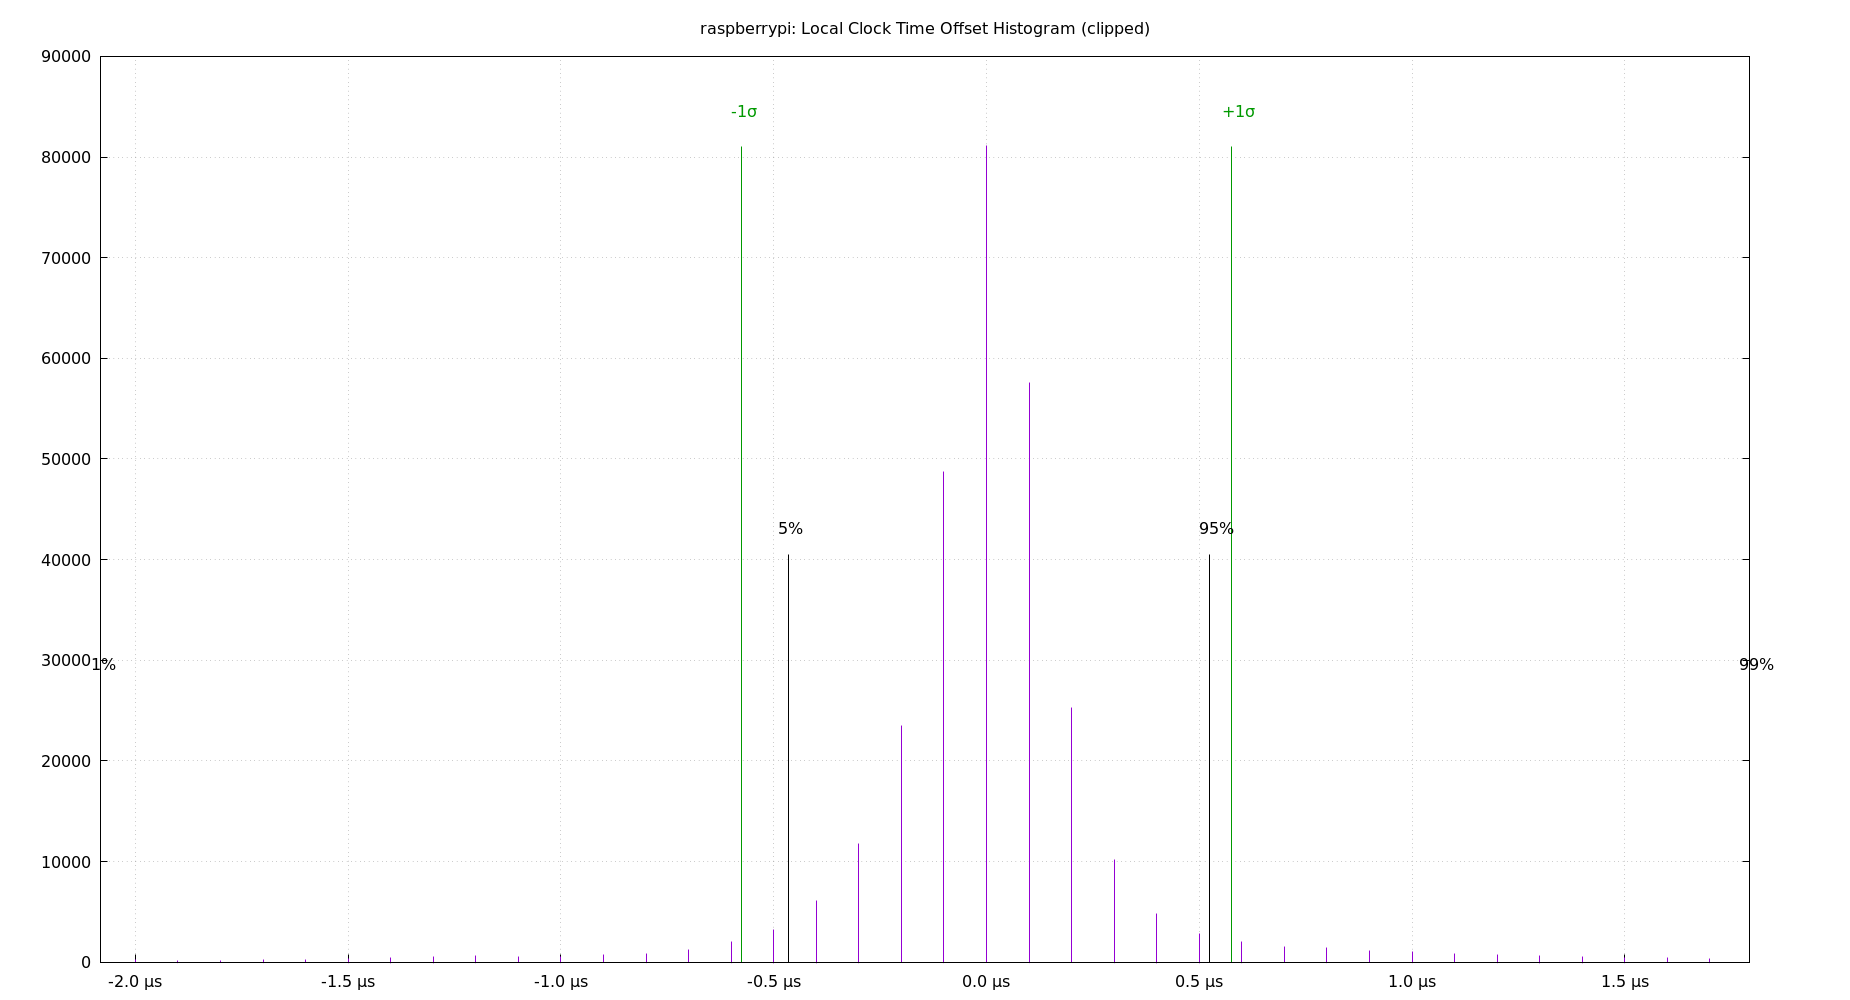 raspberrypi: Local Clock Time Offset Histogram (clipped)
90000
-1σ +1σ
80000
70000
60000
50000
5% 95%
40000
30000 1% 99%
20000
10000
0
-2.0 μs -1.5 μs -1.0 μs -0.5 μs 0.0 μs 0.5 μs 1.0 μs 1.5 μs